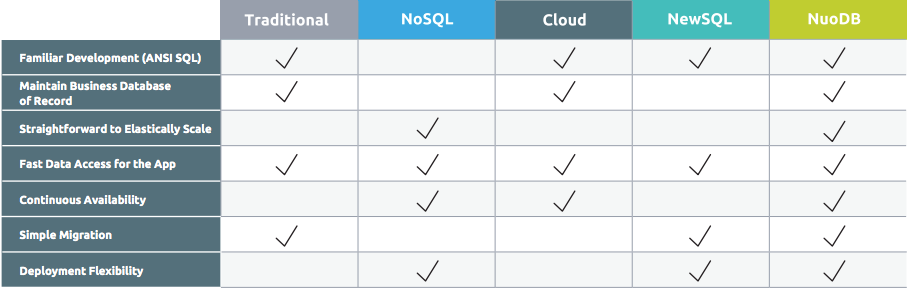 Traditional NoSQL Cloud NewSQL NuoDB
Familiar Development (ANSI SQL) ✓ ✓ ✓ ✓
Maintain Business Database
of Record ✓ ✓ ✓
Straightforward to Elastically Scale ✓ ✓
Fast Data Access for the App ✓ ✓ ✓ ✓ ✓
Continuous Availability ✓ ✓ ✓
Simple Migration ✓ ✓ ✓
Deployment Flexibility ✓ ✓ ✓